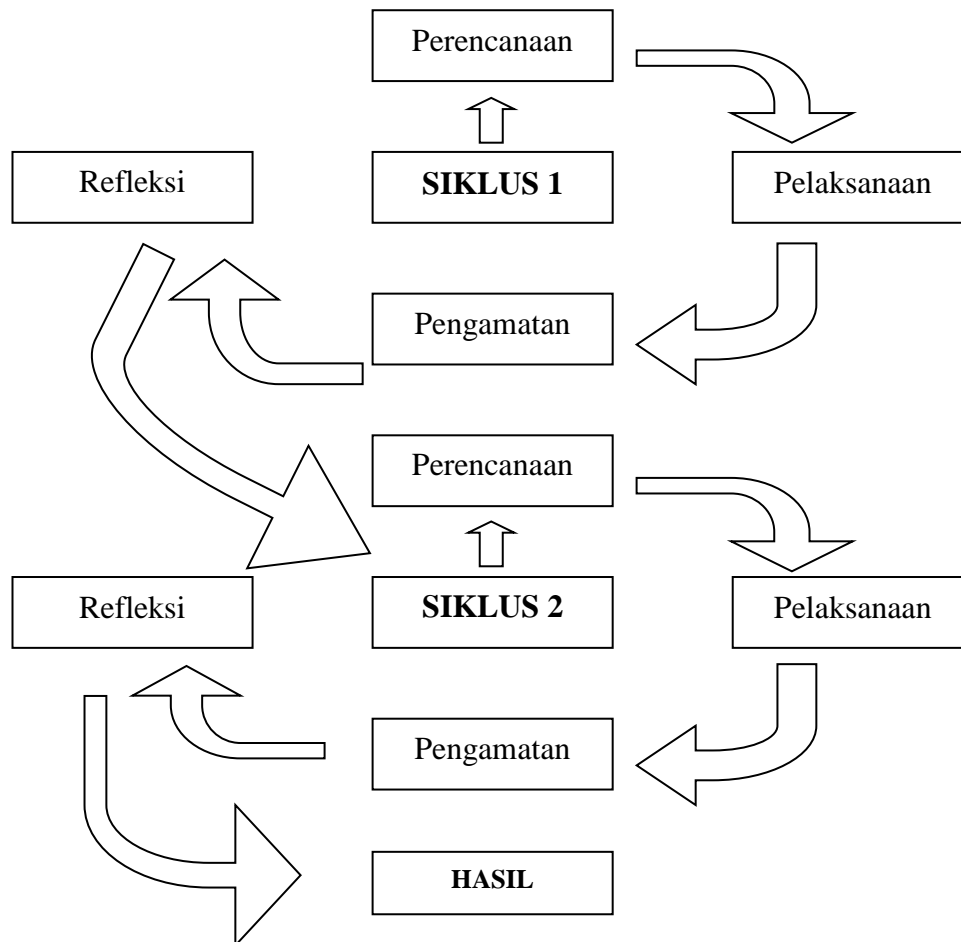 Perencanaan
Refleksi
SIKLUS 1
Pelaksanaan
Pengamatan
Perencanaan
Refleksi
SIKLUS 2
Pelaksanaan
Pengamatan
HASIL